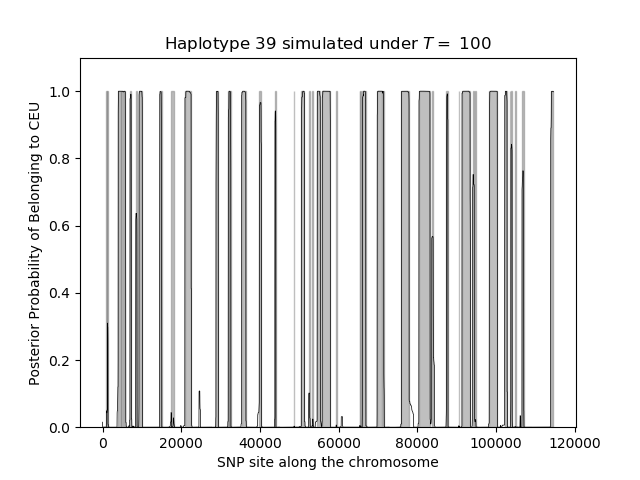 Haplotype 39 simulated under T = 100
Posterior Probability of Belonging to CEU
1.0
0.8
0.6
0.4
0.2
0.0
0 20000 40000 60000 80000 100000 120000
SNP site along the chromosome